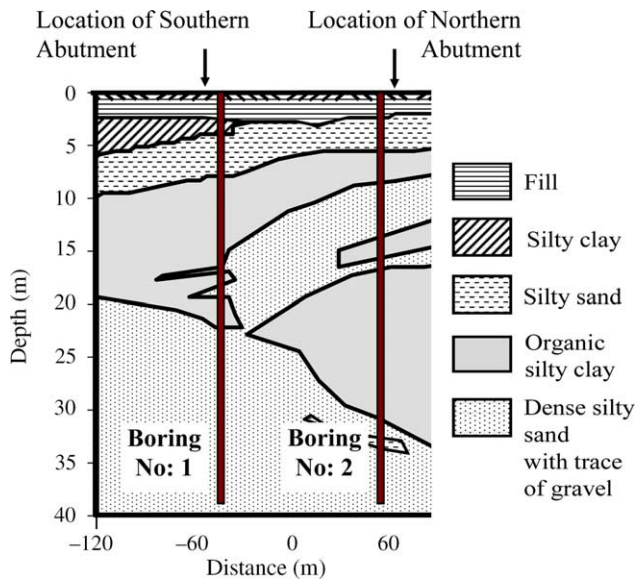 Location of Southern
Abutment
Location of Northern
Abutment
0
5
10
15
20
25
30
35
40
Depth (m)
Boring
No: 1
Boring
No: 2
–120
–60
0
60
Distance (m)
Fill
Silty clay
Silty sand
Organic
silty clay
Dense silty
sand
with trace
of gravel